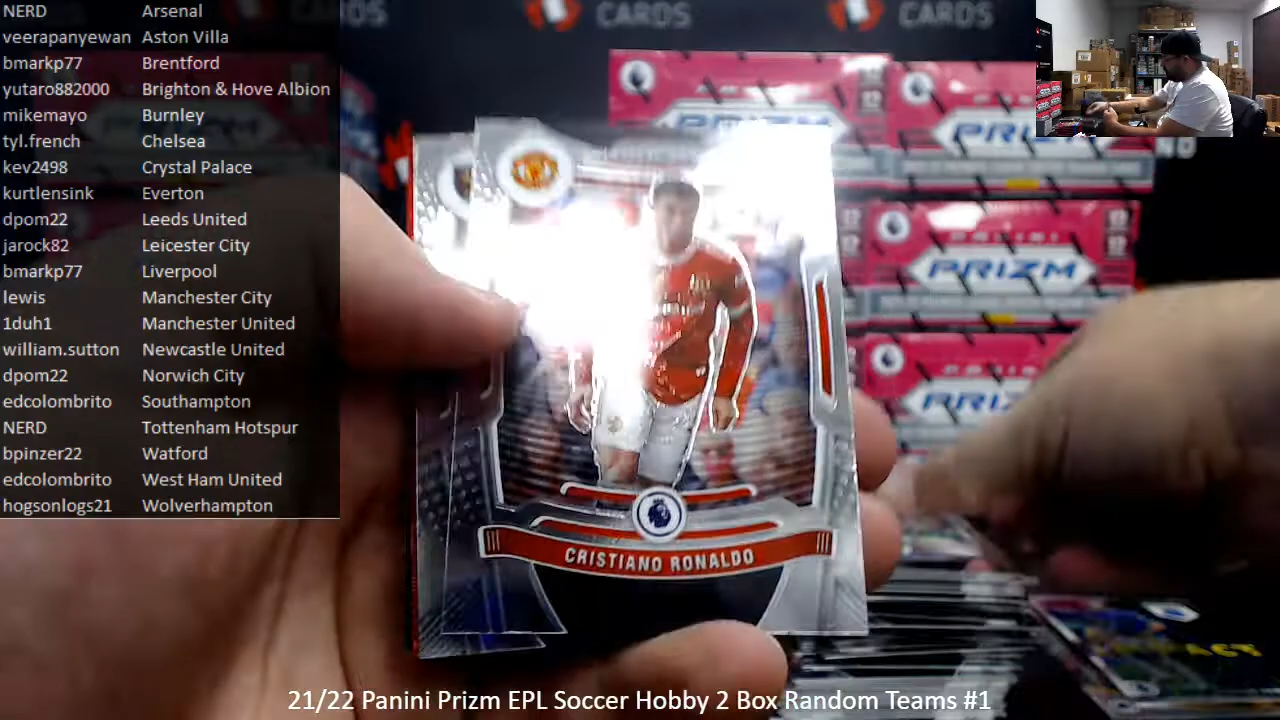 NERD Arsenal
veerapanyewan Aston Villa
bmarkp77 Brentford
yutaro882000 Brighton & Hove Albion
mikemayo Burnley
tyl.french Chelsea
kev2498 Crystal Palace
kurtlensink Everton
dpom22 Leeds United
jarock82 Leicester City
bmarkp77 Liverpool
lewis Manchester City
1duh1 Manchester United
william.sutton Newcastle United
dpom22 Norwich City
edcolombrito Southampton
NERD Tottenham Hotspur
bpinzer22 Watford
edcolombrito West Ham United
hogsonlogs21 Wolverhampton
CARDS
CARDS
PRIZM
PANINI
PRIZM
CRISTIANO RONALDO
21/22 Panini Prizm EPL Soccer Hobby 2 Box Random Teams #1